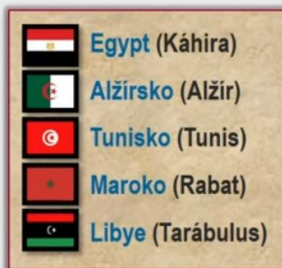 Egypt (Káhira)
Alžírsko (Alžír)
Tunisko (Tunis)
Maroko (Rabat)
Libye (Tarábulus)